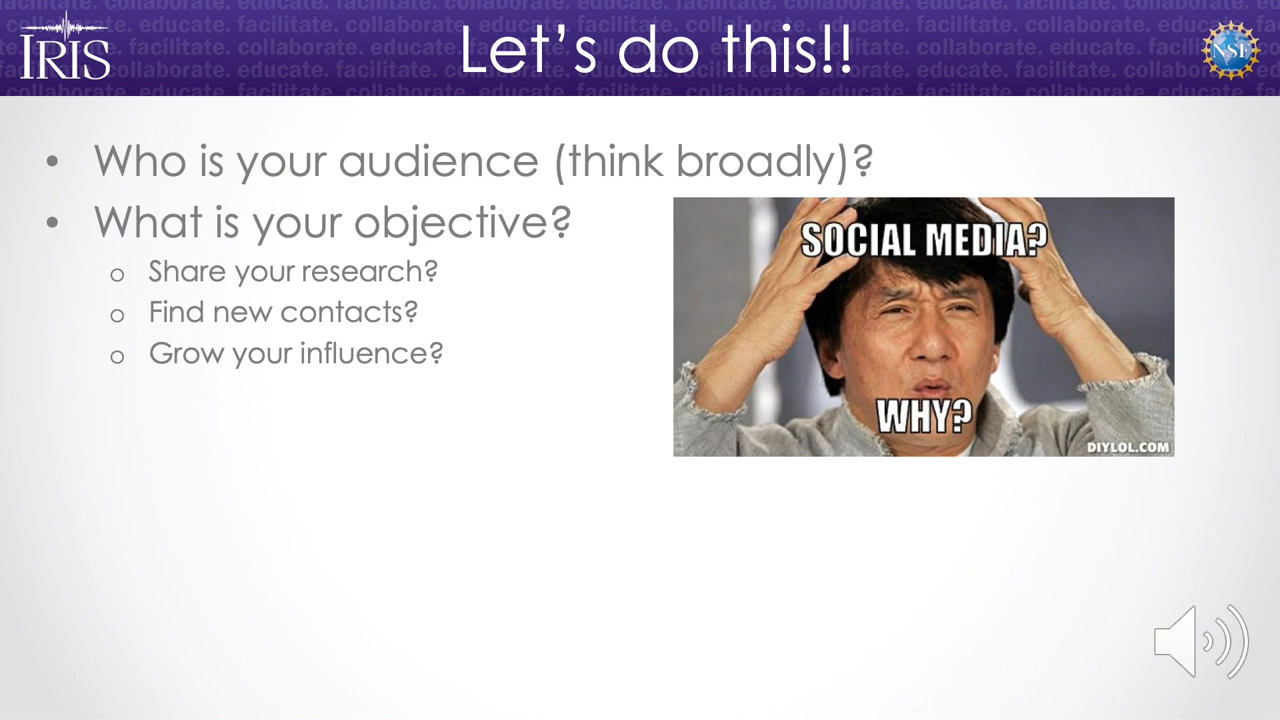 IRIS
Let's do this!!
NSF
• Who is your audience (think broadly)?
• What is your objective?
o Share your research?
o Find new contacts?
o Grow your influence?
SOCIAL MEDIA?
WHY?
DIYLOL.COM